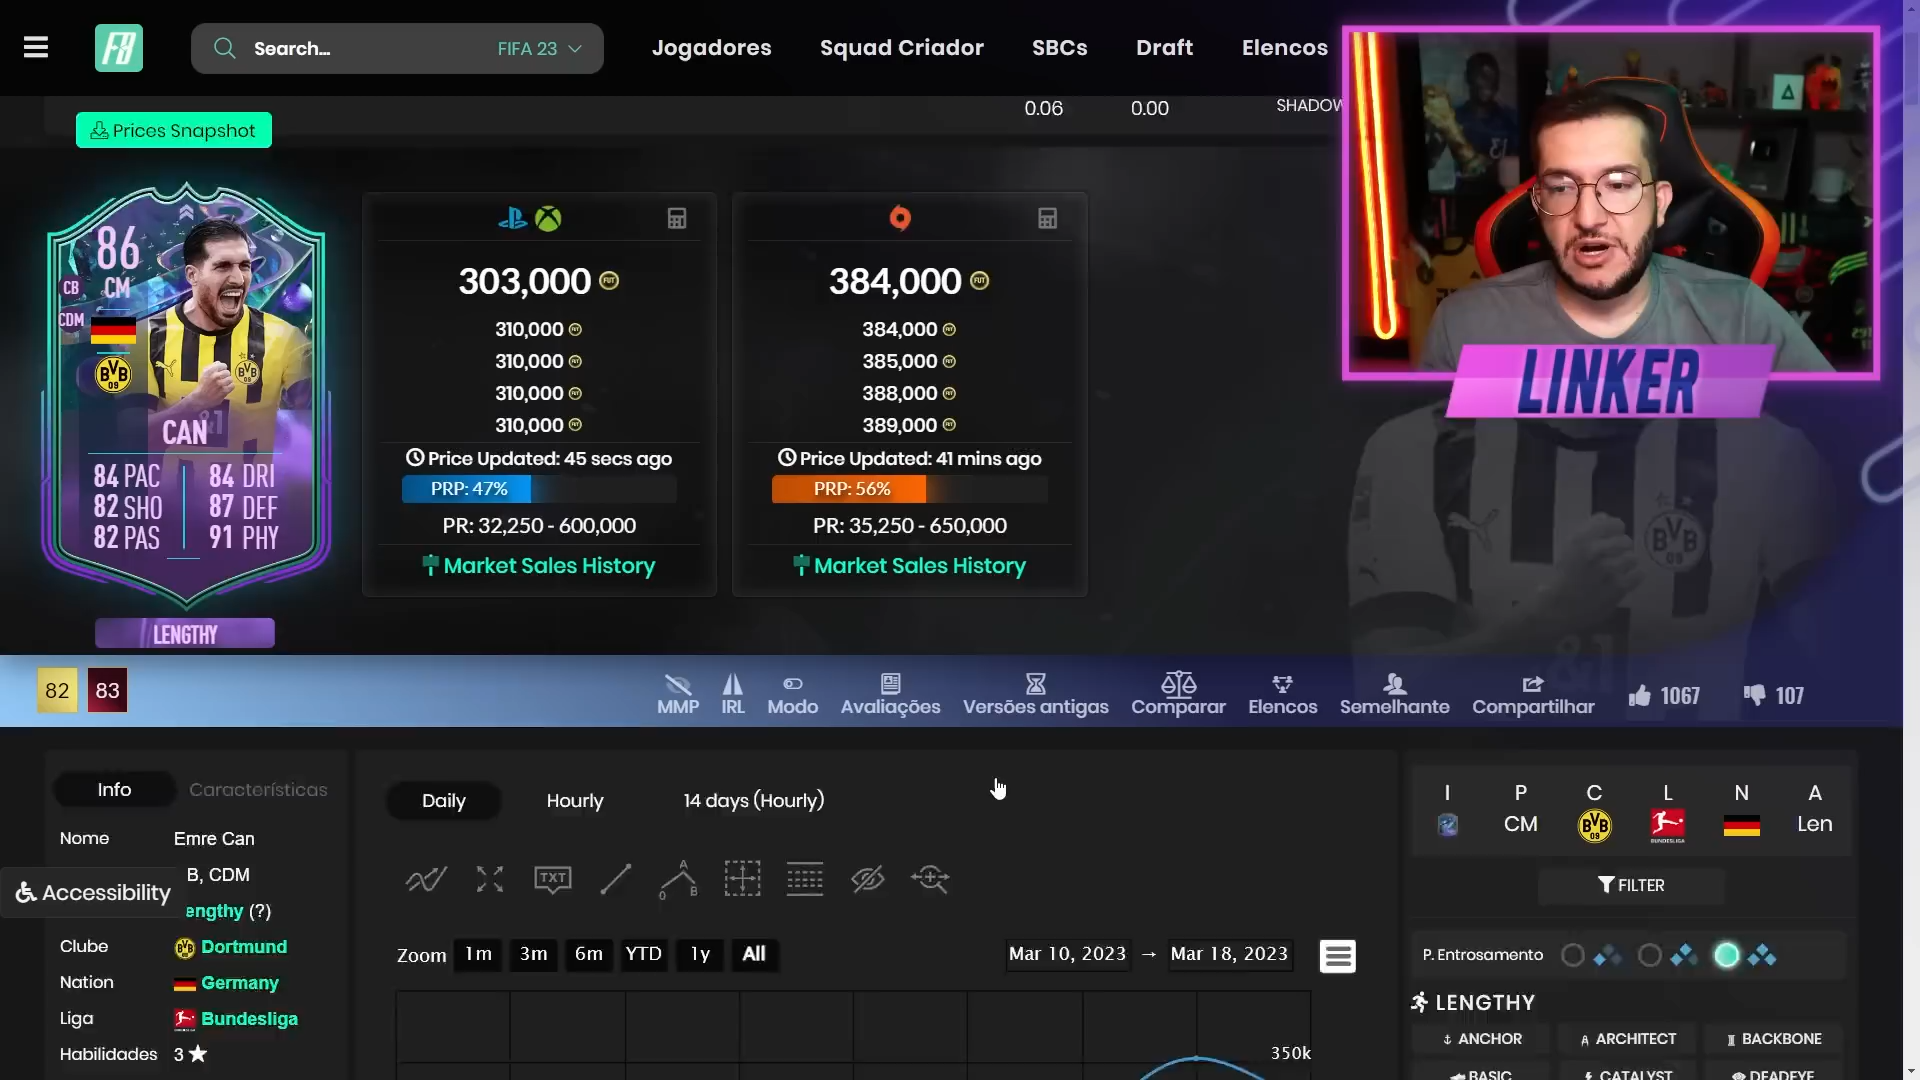 Search...
FIFA 23
Jogadores
Squad Criador
SBCs
Draft
Elencos
0.06
0.00
SHADOW
Prices Snapshot
86
CM
CB
CDM
CAN
84 PAC
84 DRI
82 SHO
87 DEF
82 PAS
91 PHY
LENGTHY
303,000
310,000
310,000
310,000
310,000
Price Updated: 45 secs ago
PRP: 47%
PR: 32,250 - 600,000
Market Sales History
384,000
384,000
385,000
388,000
389,000
Price Updated: 41 mins ago
PRP: 56%
PR: 35,250 - 650,000
Market Sales History
LINKER
82
83
MMP
IRL
Modo
Avaliações
Versões antigas
Comparar
Elencos
Semelhante
Compartilhar
1067
107
Info
Características
Nome
Emre Can
B, CDM
Accessibility
engthy (?)
Clube
Dortmund
Nation
Germany
Liga
Bundesliga
Habilidades
3
Daily
Hourly
14 days (Hourly)
TXT
Zoom
1m
3m
6m
YTD
1y
All
Mar 10, 2023 → Mar 18, 2023
350k
I
P
C
L
N
A
CM
Len
FILTER
P. Entrosamento
LENGTHY
ANCHOR
ARCHITECT
BACKBONE
BASIC
CATALYST
DEADEYE